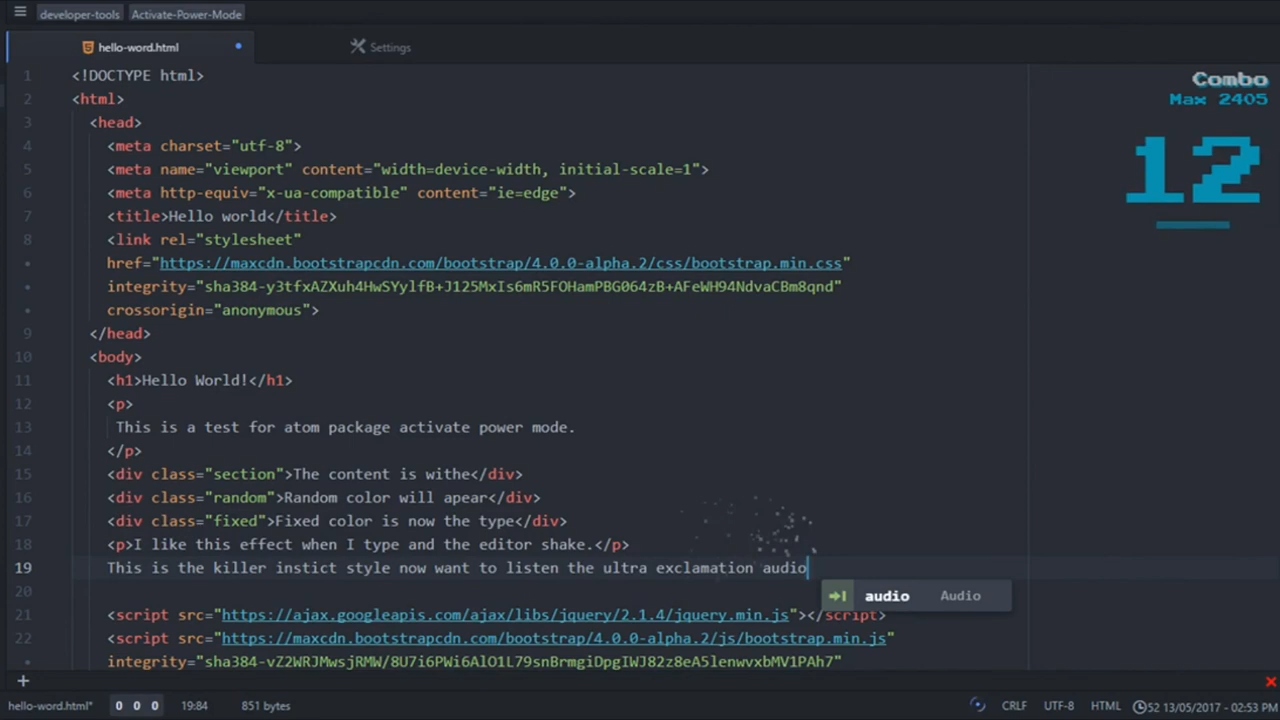 developer-tools Activate-Power-Mode
hello-word.html Settings
Combo
Max 2405
12
1 <!DOCTYPE html>
2 <html>
3 <head>
4 <meta charset="utf-8">
5 <meta name="viewport" content="width=device-width, initial-scale=1">
6 <meta http-equiv="x-ua-compatible" content="ie=edge">
7 <title>Hello world</title>
8 <link rel="stylesheet"
href="https://maxcdn.bootstrapcdn.com/bootstrap/4.0.0-alpha.2/css/bootstrap.min.css"
integrity="sha384-y3tfxAZXuh4HwSYylfB+J125MxIs6mR5FOHamPBG064zB+AFeWH94NdvaCBm8qnd"
crossorigin="anonymous">
9 </head>
10 <body>
11 <h1>Hello World!</h1>
12 <p>
13 This is a test for atom package activate power mode.
14 </p>
15 <div class="section">The content is withe</div>
16 <div class="random">Random color will apear</div>
17 <div class="fixed">Fixed color is now the type</div>
18 <p>I like this effect when I type and the editor shake.</p>
19 This is the killer instict style now want to listen the ultra exclamation audio
audio Audio
20
21 <script src="https://ajax.googleapis.com/ajax/libs/jquery/2.1.4/jquery.min.js"></script>
22 <script src="https://maxcdn.bootstrapcdn.com/bootstrap/4.0.0-alpha.2/js/bootstrap.min.js"
integrity="sha384-vZ2WRJMwsjRMW/8U7i6PWi6AlO1L79snBrmgiDpgIWJ82z8eA5lenwvxbMV1PAh7"
hello-word.html* 0 0 0 19:84 851 bytes CRLF UTF-8 HTML 52 13/05/2017 - 02:53 PM